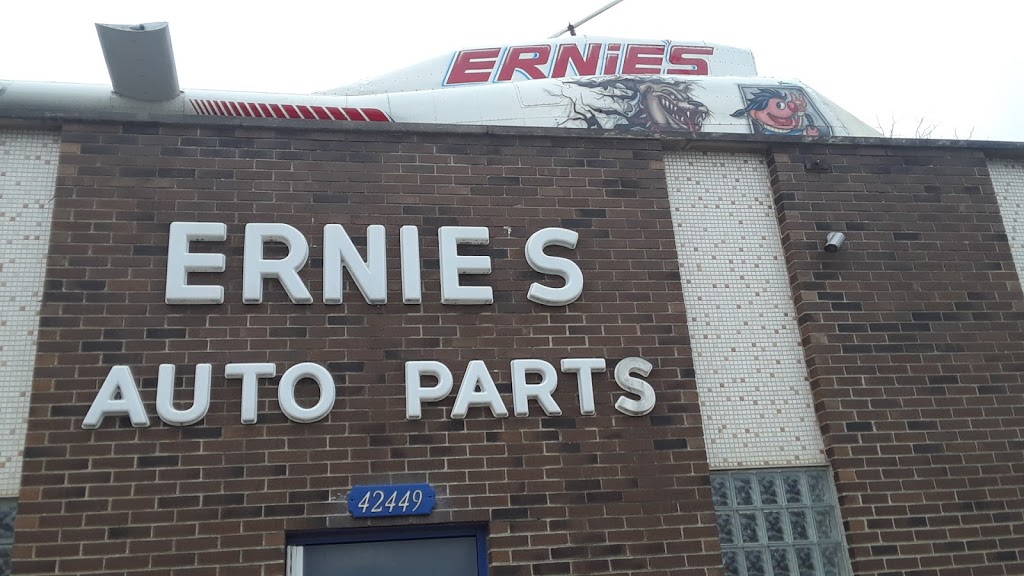 ERNiES
ERNIE S
AUTO PARTS
42449